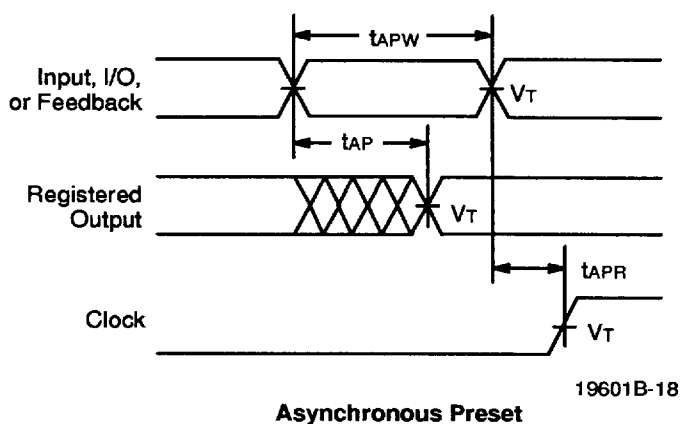 tAPW
Input, I/O,
or Feedback
VT
tAP
Registered
Output
VT
tAPR
Clock
VT
19601B-18
Asynchronous Preset